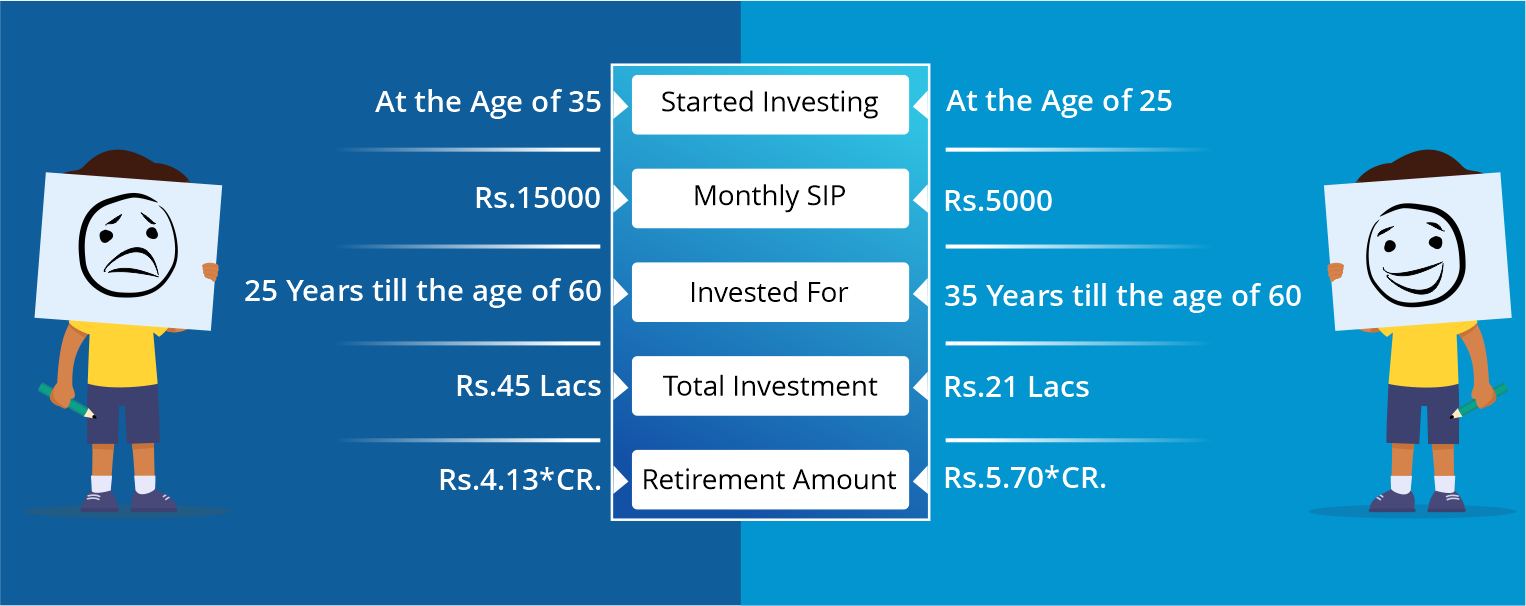 At the Age of 35
Started Investing
At the Age of 25
Rs.15000
Monthly SIP
Rs.5000
25 Years till the age of 60
Invested For
35 Years till the age of 60
Rs.45 Lacs
Total Investment
Rs.21 Lacs
Rs.4.13*CR.
Retirement Amount
Rs.5.70*CR.